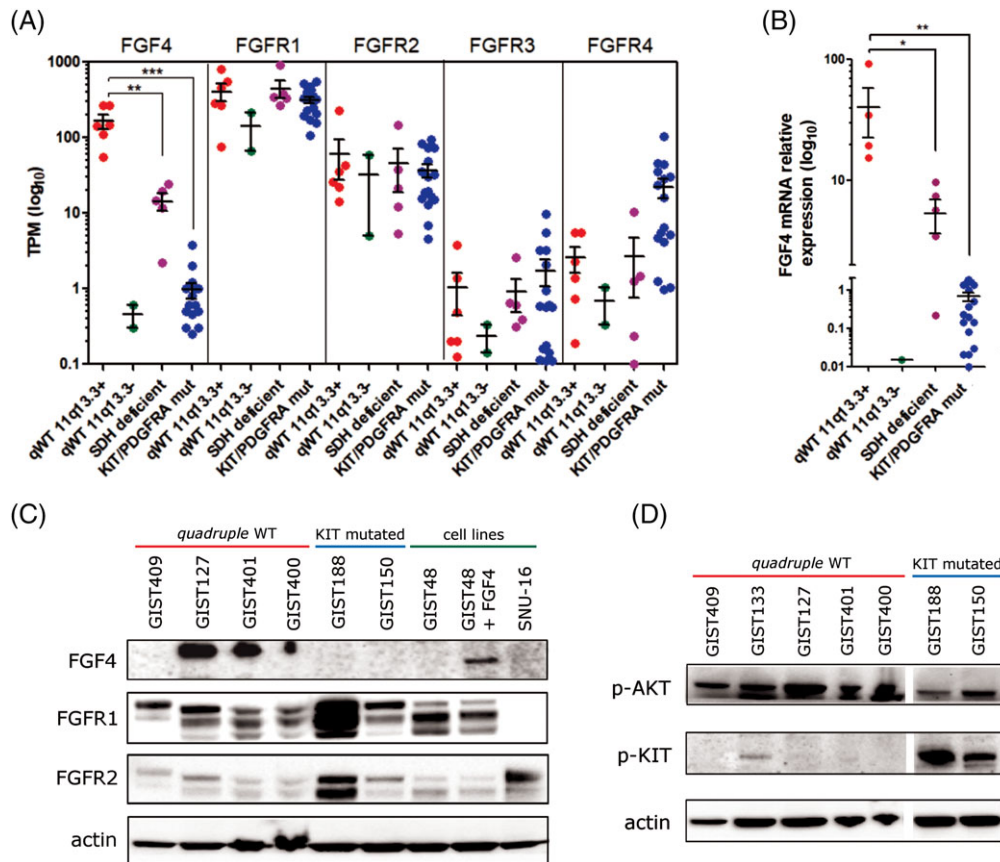 (A)
FGF4 FGFR1 FGFR2 FGFR3 FGFR4
***
**
TPM (log10)
1000
100
10
1
0.1
qWT 11q13.3+
qWT 11q13.3-
SDH deficient
KIT/PDGFRA mut
qWT 11q13.3+
qWT 11q13.3-
SDH deficient
KIT/PDGFRA mut
qWT 11q13.3+
qWT 11q13.3-
SDH deficient
KIT/PDGFRA mut
qWT 11q13.3+
qWT 11q13.3-
SDH deficient
KIT/PDGFRA mut
qWT 11q13.3+
qWT 11q13.3-
SDH deficient
KIT/PDGFRA mut
(B)
**
*
FGF4 mRNA relative
expression (log10)
100
10
1
0.1
0.01
qWT 11q13.3+
qWT 11q13.3-
SDH deficient
KIT/PDGFRA mut
(C)
quadruple WT KIT mutated cell lines
GIST409
GIST127
GIST401
GIST400
GIST188
GIST150
GIST48
GIST48
+ FGF4
SNU-16
FGF4
FGFR1
FGFR2
actin
(D)
quadruple WT KIT mutated
GIST409
GIST133
GIST127
GIST401
GIST400
GIST188
GIST150
p-AKT
p-KIT
actin